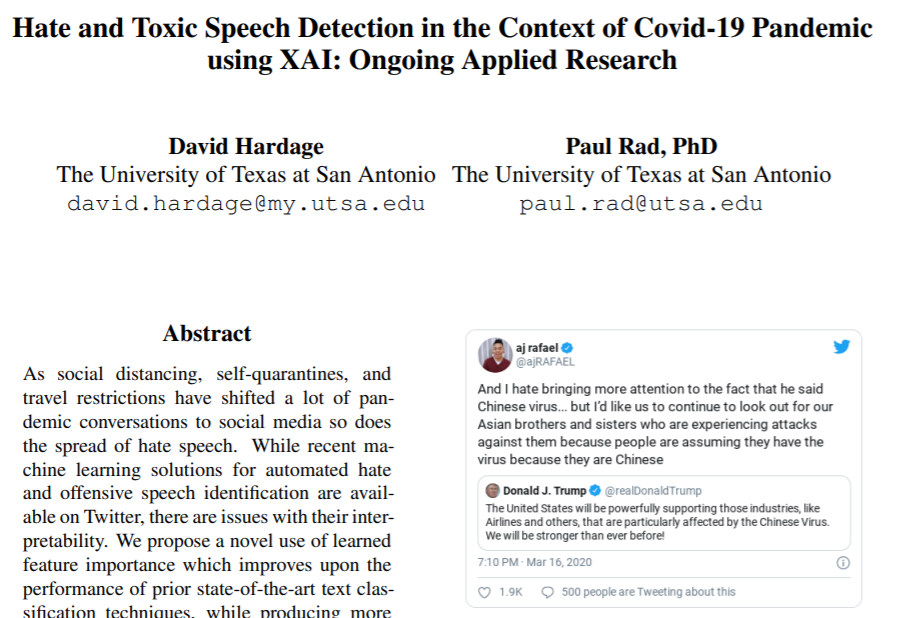 Hate and Toxic Speech Detection in the Context of Covid-19 Pandemic
using XAI: Ongoing Applied Research
David Hardage
The University of Texas at San Antonio
david.hardage@my.utsa.edu
Paul Rad, PhD
The University of Texas at San Antonio
paul.rad@utsa.edu
Abstract
As social distancing, self-quarantines, and
travel restrictions have shifted a lot of pan-
demic conversations to social media so does
the spread of hate speech. While recent ma-
chine learning solutions for automated hate
and offensive speech identification are avail-
able on Twitter, there are issues with their inter-
pretability. We propose a novel use of learned
feature importance which improves upon the
performance of prior state-of-the-art text clas-
sification techniques, while producing more
aj rafael
@ajRAFAEL
And I hate bringing more attention to the fact that he said
Chinese virus... but I'd like us to continue to look out for our
Asian brothers and sisters who are experiencing attacks
against them because people are assuming they have the
virus because they are Chinese
Donald J. Trump @realDonaldTrump
The United States will be powerfully supporting those industries, like
Airlines and others, that are particularly affected by the Chinese Virus.
We will be stronger than ever before!
7:10 PM · Mar 16, 2020
1.9K 500 people are Tweeting about this